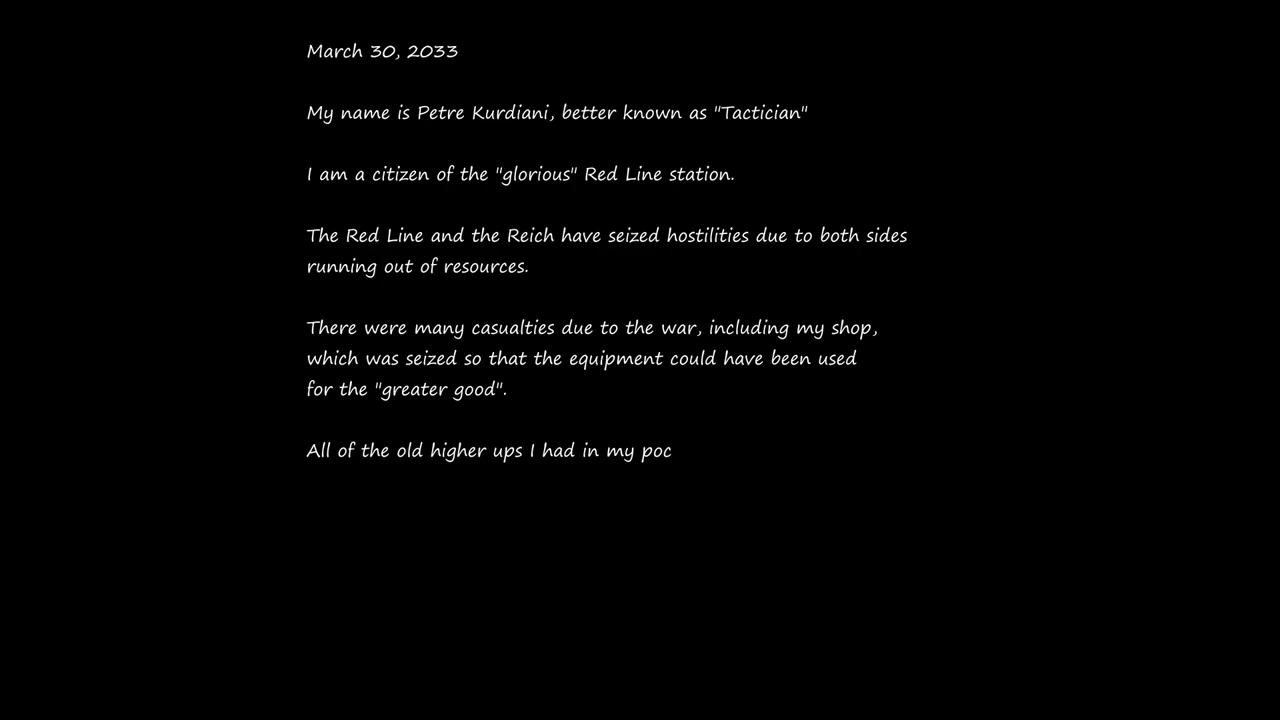 March 30, 2033
My name is Petre Kurdiani, better known as "Tactician"
I am a citizen of the "glorious" Red Line station.
The Red Line and the Reich have seized hostilities due to both sides
running out of resources.
There were many casualties due to the war, including my shop,
which was seized so that the equipment could have been used
for the "greater good".
All of the old higher ups I had in my poc